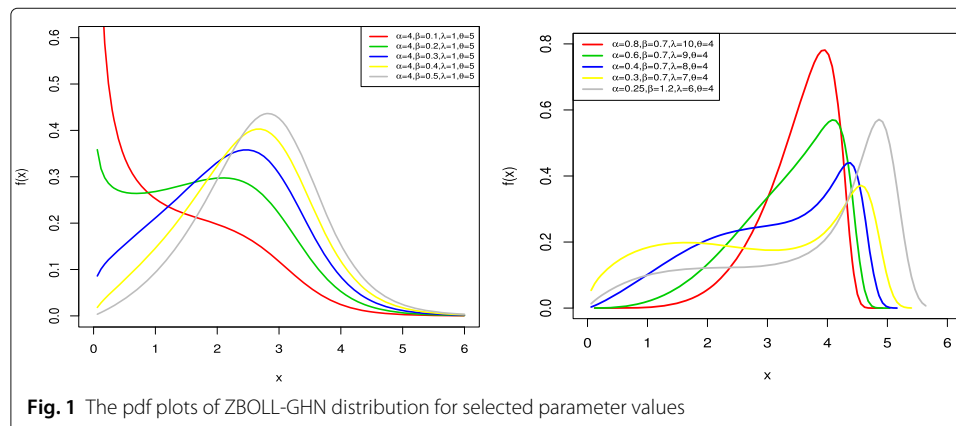 α=4,β=0.1,λ=1,θ=5
α=4,β=0.2,λ=1,θ=5
α=4,β=0.3,λ=1,θ=5
α=4,β=0.4,λ=1,θ=5
α=4,β=0.5,λ=1,θ=5
0.6
0.5
0.4
0.3
0.2
0.1
0.0
f(x)
0 1 2 3 4 5 6
x
α=0.8,β=0.7,λ=10,θ=4
α=0.6,β=0.7,λ=9,θ=4
α=0.4,β=0.7,λ=8,θ=4
α=0.3,β=0.7,λ=7,θ=4
α=0.25,β=1.2,λ=6,θ=4
0.8
0.6
0.4
0.2
0.0
f(x)
0 1 2 3 4 5 6
x
Fig. 1 The pdf plots of ZBOLL-GHN distribution for selected parameter values